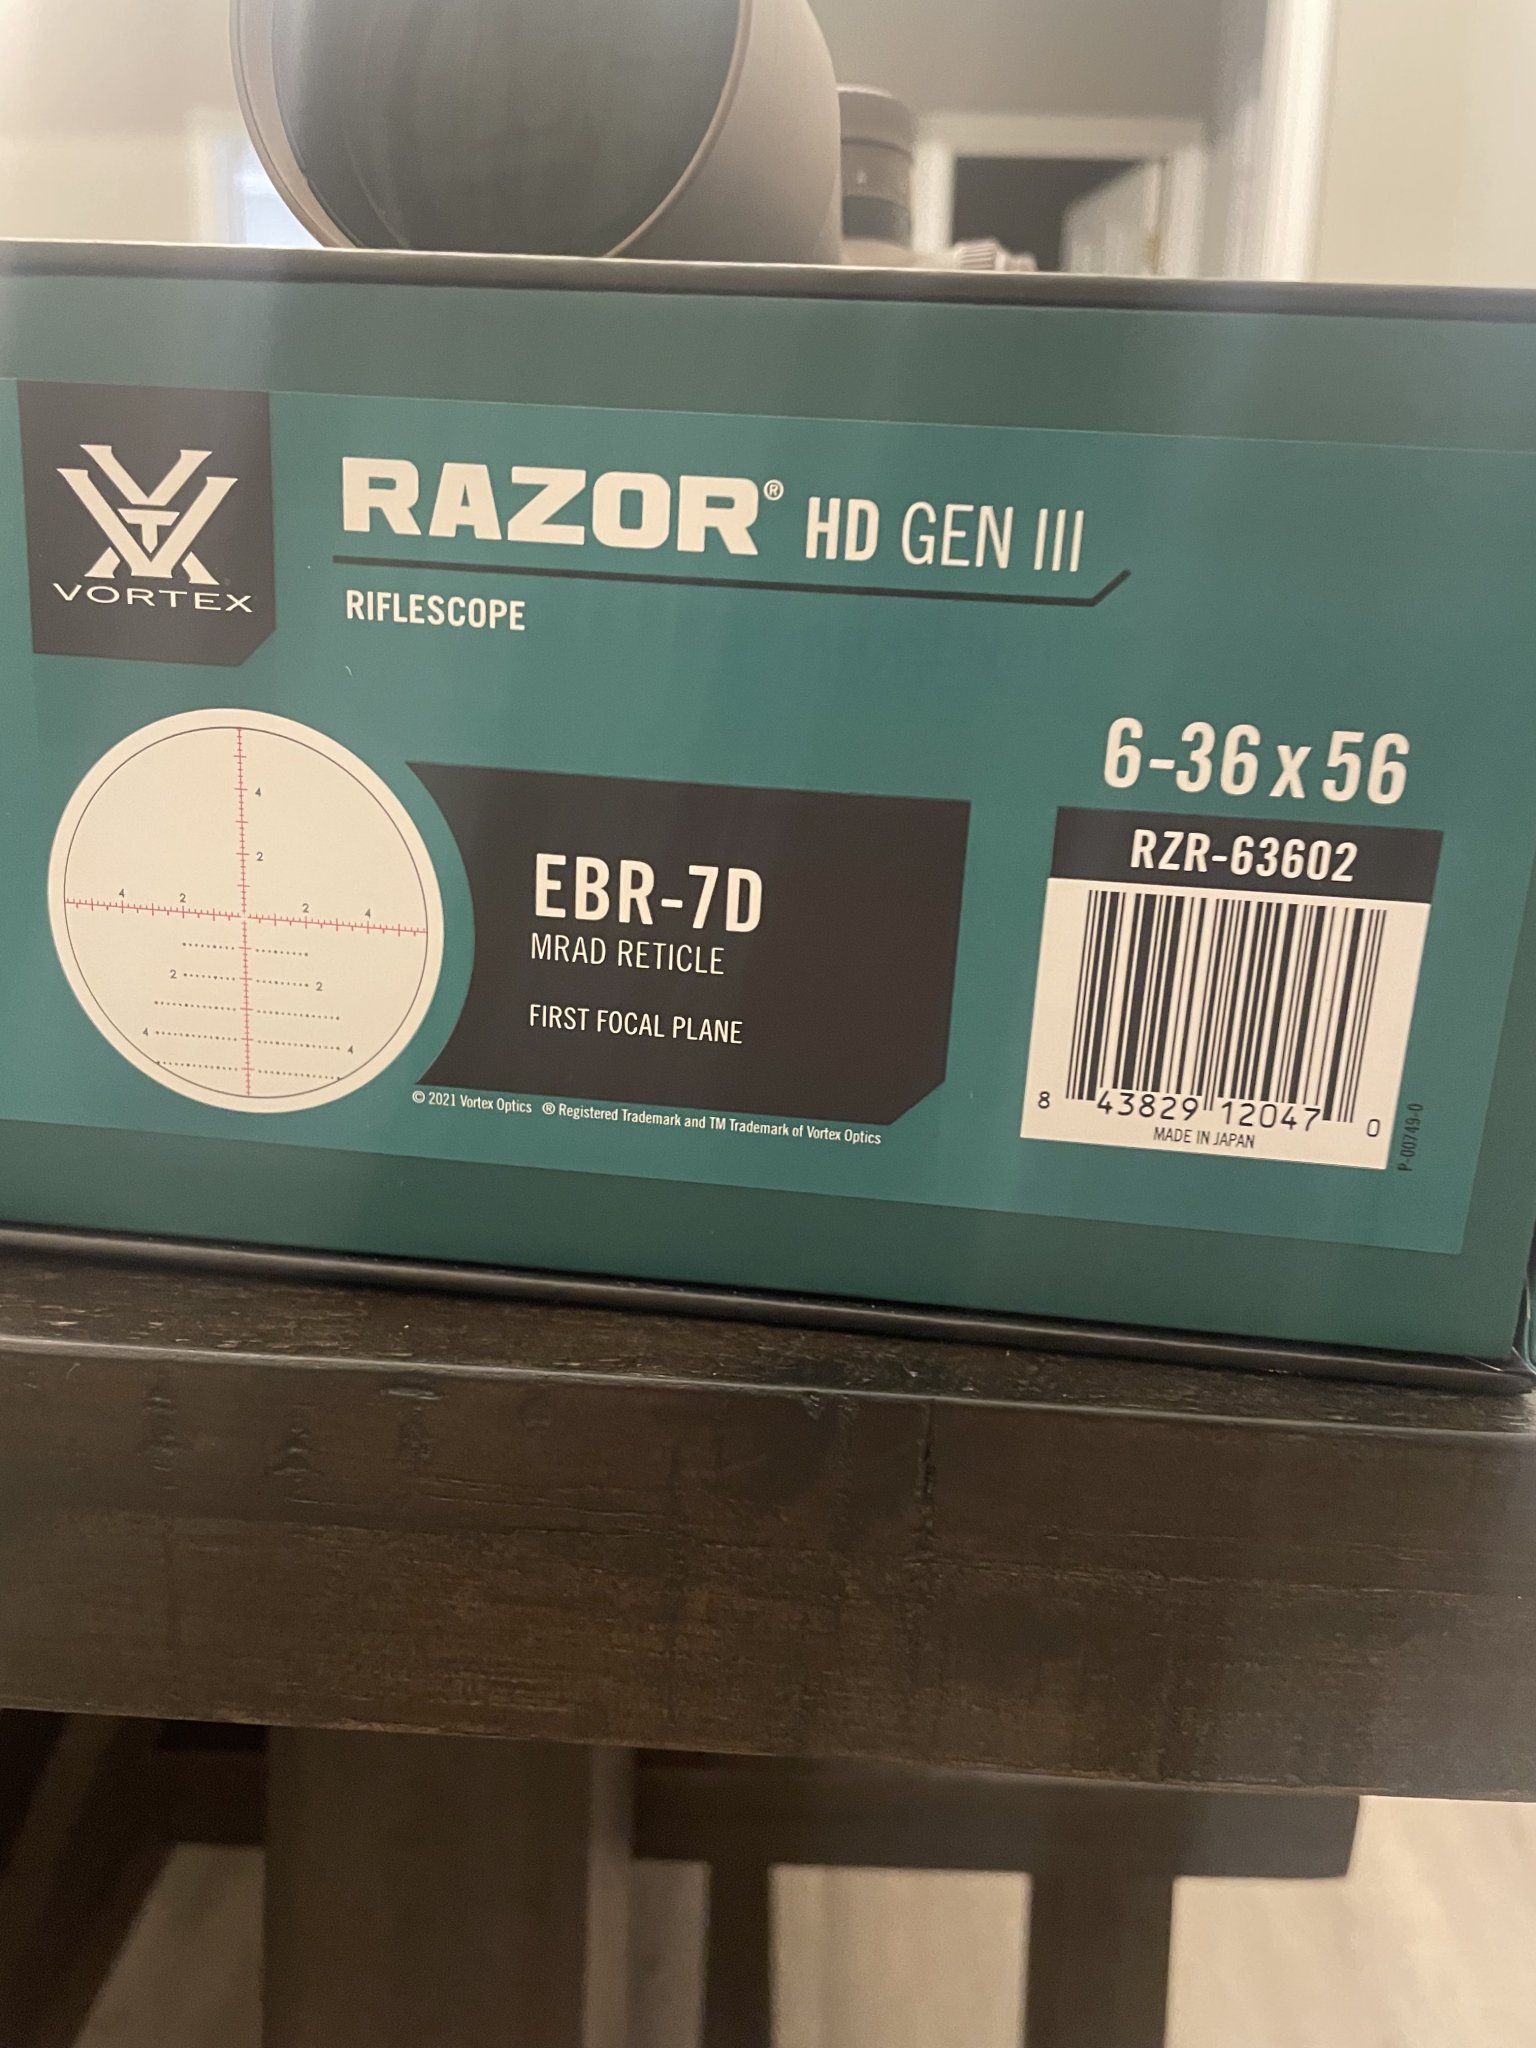 VORTEX
RAZOR® HD GEN III
RIFLESCOPE
4
2
4 2 2 4
2 2
4 4
EBR-7D
MRAD RETICLE
FIRST FOCAL PLANE
6-36x56
RZR-63602
8 43829 12047 0
MADE IN JAPAN
P-00749-0
© 2021 Vortex Optics ® Registered Trademark and TM Trademark of Vortex Optics